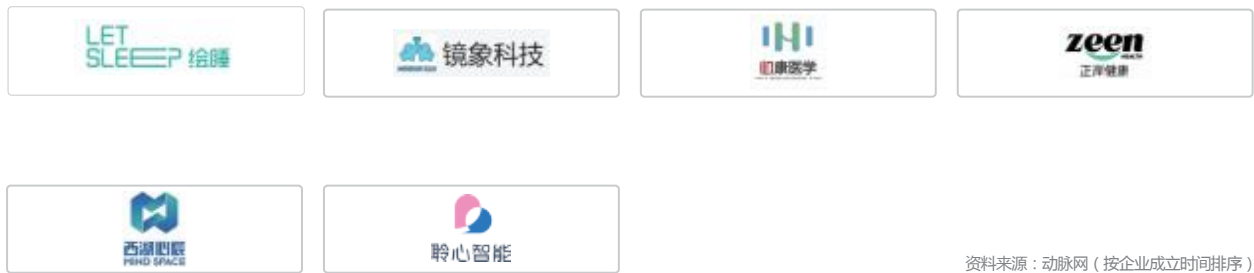 LET
SLEEP 绘睡
镜象科技
心康医学
zeen
HEALTH
正岸健康
西湖心辰
MIND SPACE
聆心智能
资料来源：动脉网（按企业成立时间排序）